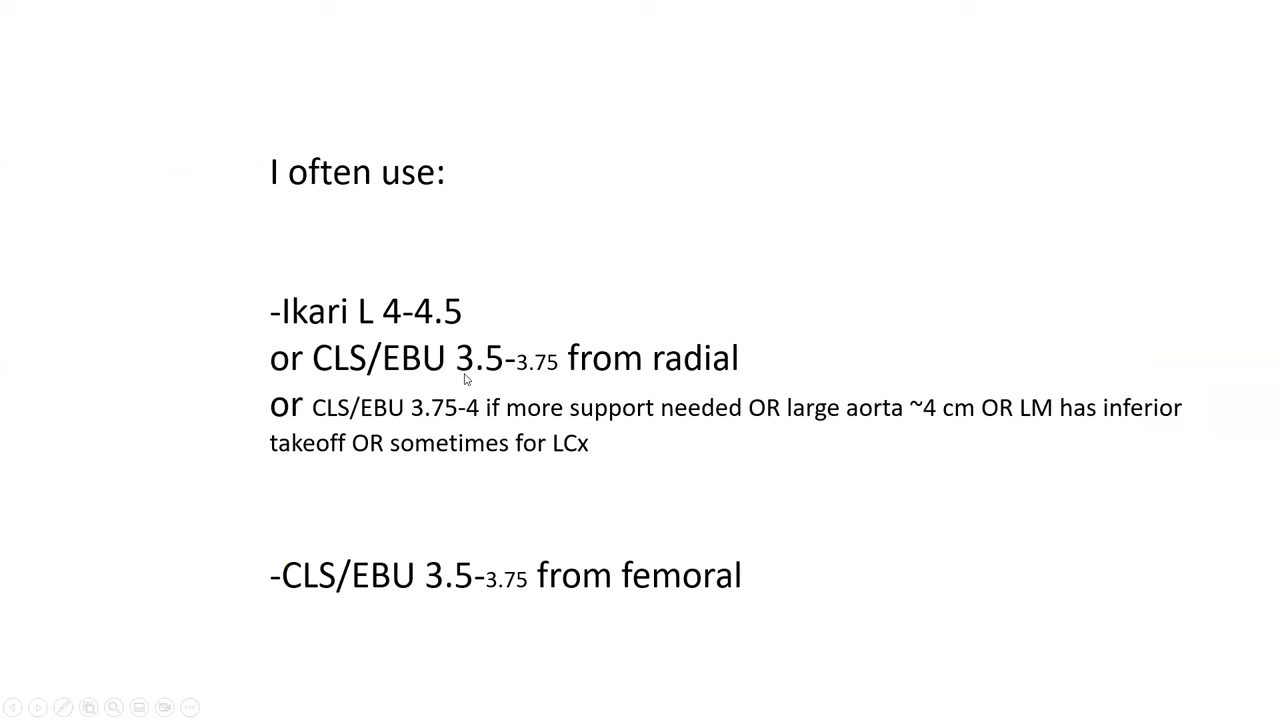 I often use:
-Ikari L 4-4.5
or CLS/EBU 3.5-3.75 from radial
or CLS/EBU 3.75-4 if more support needed OR large aorta ~4 cm OR LM has inferior
takeoff OR sometimes for LCx
-CLS/EBU 3.5-3.75 from femoral